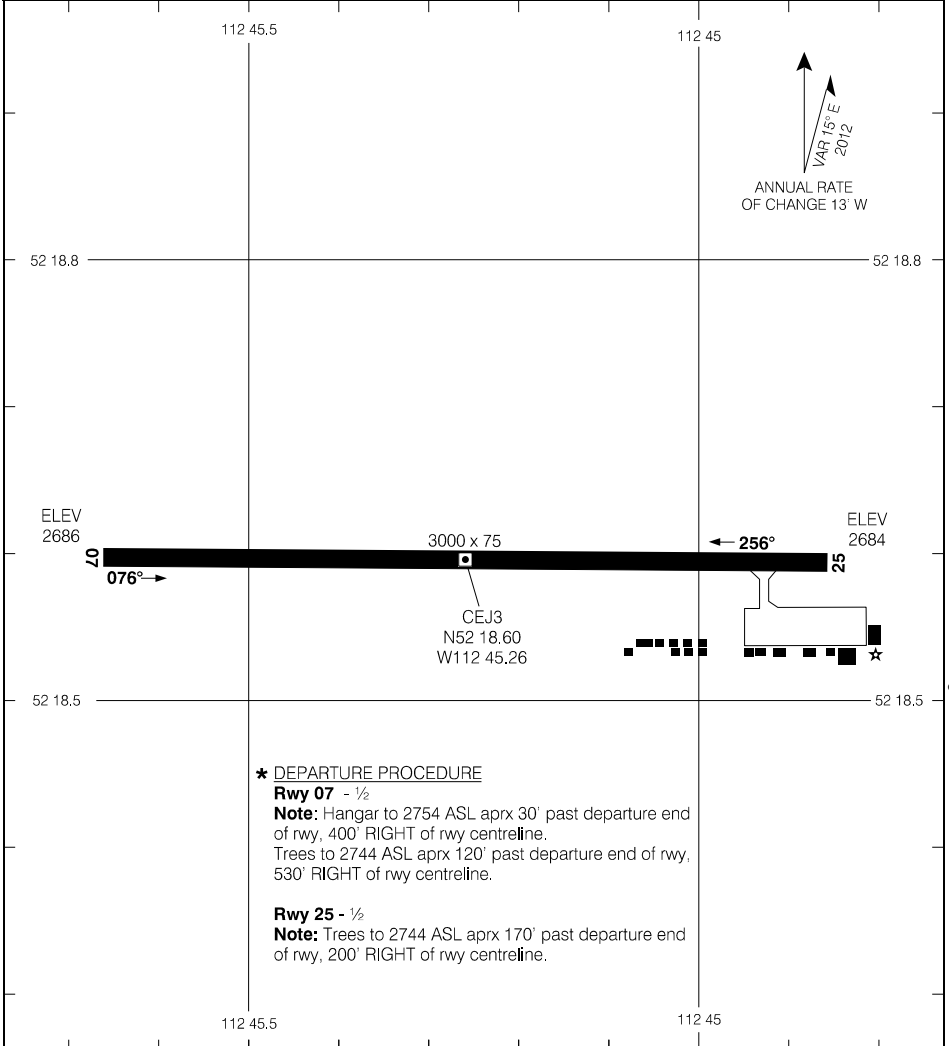 112 45.5
112 45
VAR 15° E
2012
ANNUAL RATE
OF CHANGE 13' W
52 18.8
52 18.8
ELEV
2686
ELEV
2684
3000 x 75
256°
07
25
076°
CEJ3
N52 18.60
W112 45.26
52 18.5
52 18.5
* DEPARTURE PROCEDURE
Rwy 07 - ½
Note: Hangar to 2754 ASL aprx 30' past departure end
of rwy, 400' RIGHT of rwy centreline.
Trees to 2744 ASL aprx 120' past departure end of rwy,
530' RIGHT of rwy centreline.
Rwy 25 - ½
Note: Trees to 2744 ASL aprx 170' past departure end
of rwy, 200' RIGHT of rwy centreline.
112 45.5
112 45